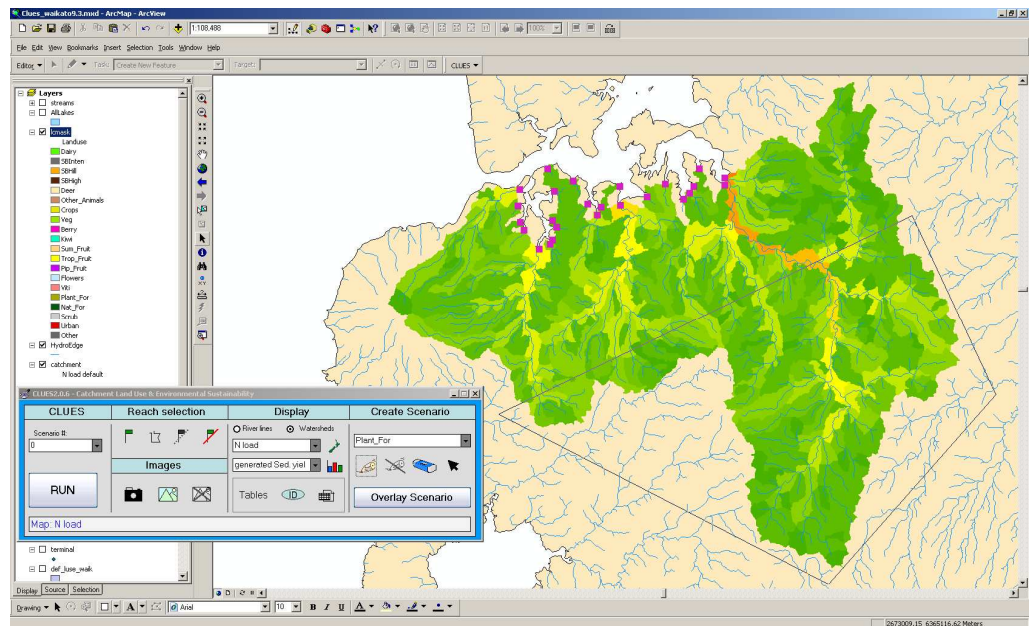 Clues_waikato9.3.mxd - ArcMap - ArcView
1:108,488
100%
File Edit View Bookmarks Insert Selection Tools Window Help
Editor Task: Create New Feature Target: CLUES
Layers
streams
AllLakes
lcmask
Landuse
Dairy
SBInten
SBHill
SBHigh
Deer
Other_Animals
Crops
Veg
Berry
Kiwi
Sum_Fruit
Trop_Fruit
Pip_Fruit
Flowers
Viti
Plant_For
Nat_For
Scrub
Urban
Other
HydroEdge
catchment
N load default
CLUES2.0.6 - Catchment Land Use & Environmental Sustainability
CLUES Reach selection Display Create Scenario
Scenario #:
0
River lines Watersheds
N load
Plant_For
Images
generated Sed. yiel
RUN
Tables ID
Overlay Scenario
Map: N load
terminal
def_luse_waik
Display Source Selection
Drawing Arial 10 B I U A
2673009.15 6365116.62 Meters